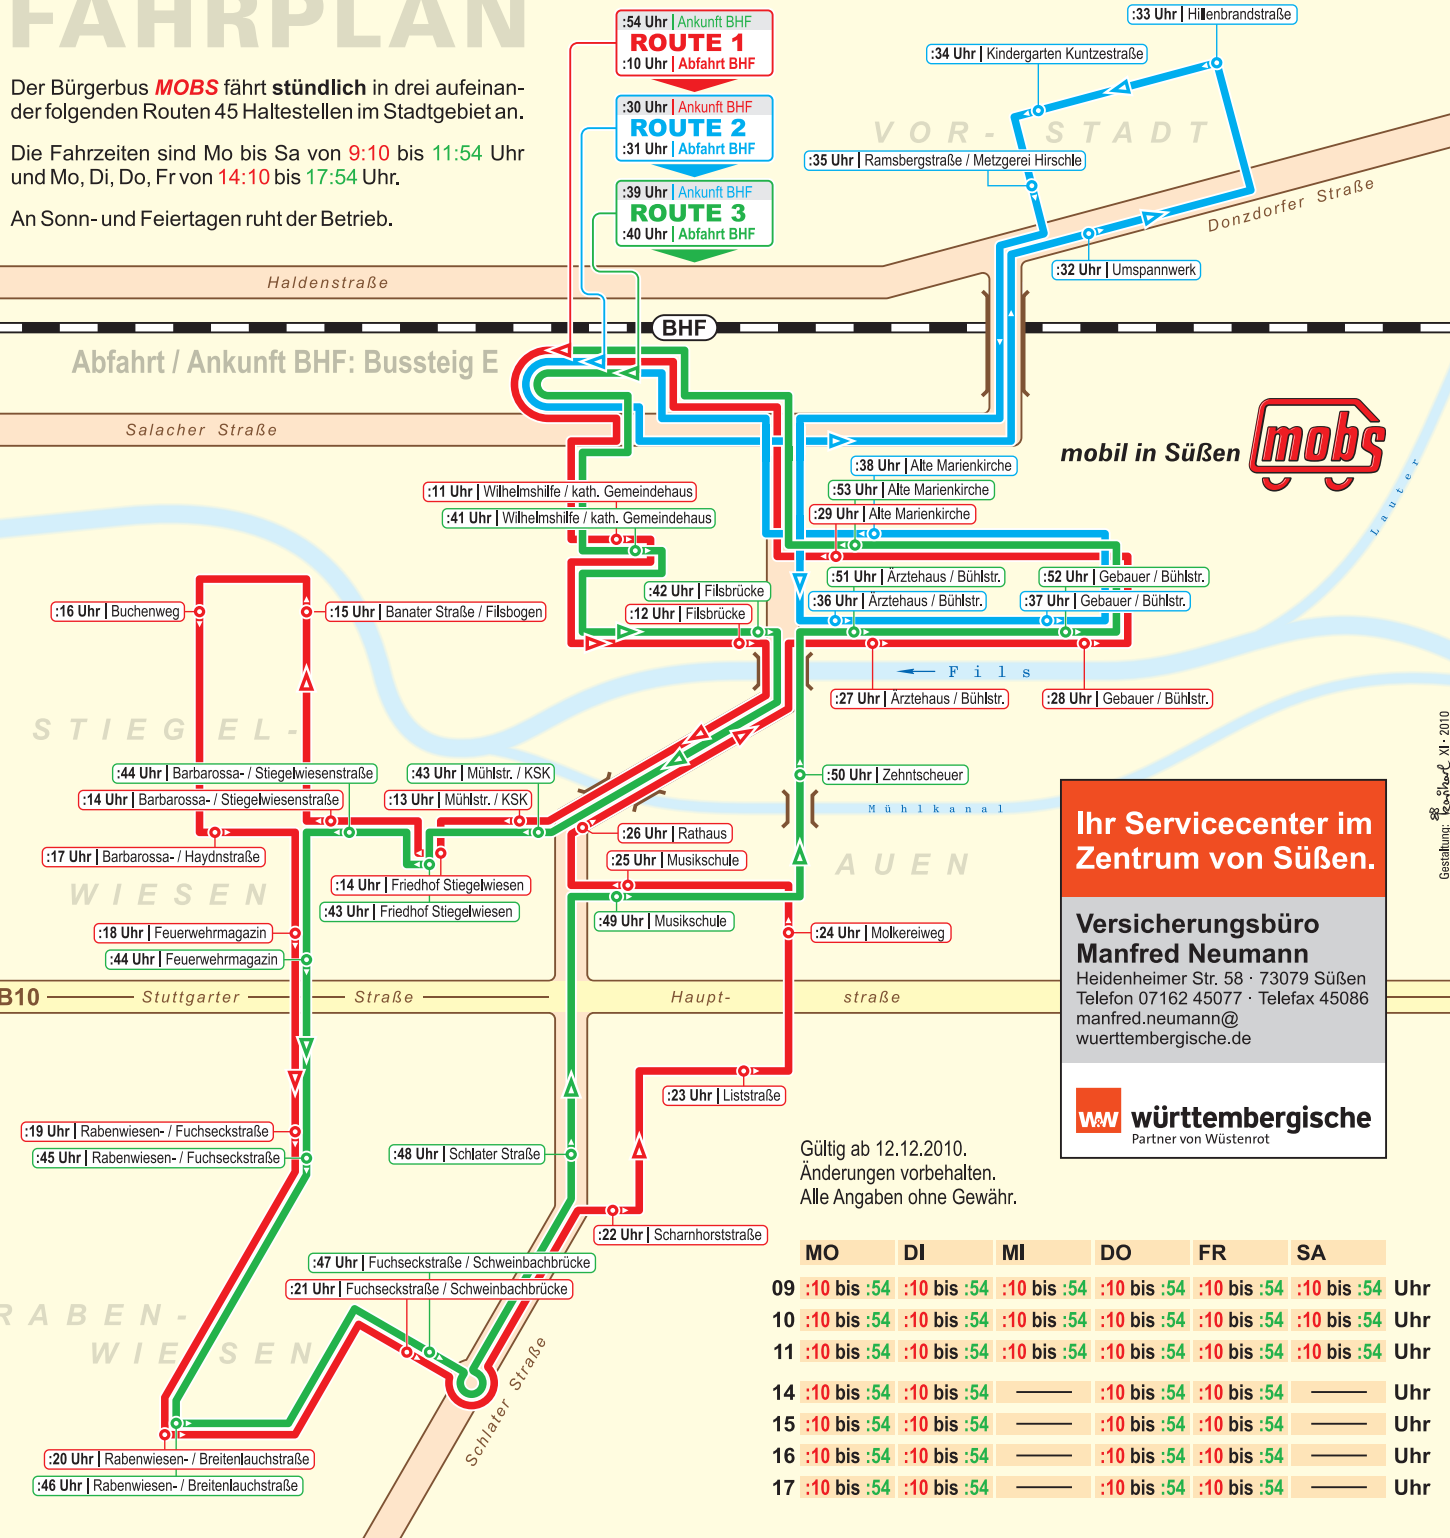 FAHRPLAN
Der Bürgerbus MOBS fährt stündlich in drei aufeinan-
der folgenden Routen 45 Haltestellen im Stadtgebiet an.
Die Fahrzeiten sind Mo bis Sa von 9:10 bis 11:54 Uhr
und Mo, Di, Do, Fr von 14:10 bis 17:54 Uhr.
An Sonn- und Feiertagen ruht der Betrieb.
:54 Uhr | Ankunft BHF
ROUTE 1
:10 Uhr | Abfahrt BHF
:30 Uhr | Ankunft BHF
ROUTE 2
:31 Uhr | Abfahrt BHF
:39 Uhr | Ankunft BHF
ROUTE 3
:40 Uhr | Abfahrt BHF
:33 Uhr | Hillenbrandstraße
:34 Uhr | Kindergarten Kuntzestraße
VOR- STADT
:35 Uhr | Ramsbergstraße / Metzgerei Hirschle
Donzdorfer Straße
:32 Uhr | Umspannwerk
Haldenstraße
BHF
Abfahrt / Ankunft BHF: Bussteig E
Salacher Straße
mobil in Süßen mobs
Lauter
:38 Uhr | Alte Marienkirche
:53 Uhr | Alte Marienkirche
:29 Uhr | Alte Marienkirche
:11 Uhr | Wilhelmshilfe / kath. Gemeindehaus
:41 Uhr | Wilhelmshilfe / kath. Gemeindehaus
:42 Uhr | Filsbrücke
:12 Uhr | Filsbrücke
:51 Uhr | Ärztehaus / Bühlstr.
:52 Uhr | Gebauer / Bühlstr.
:36 Uhr | Ärztehaus / Bühlstr.
:37 Uhr | Gebauer / Bühlstr.
:16 Uhr | Buchenweg
:15 Uhr | Banater Straße / Filsbogen
Fils
:27 Uhr | Ärztehaus / Bühlstr.
:28 Uhr | Gebauer / Bühlstr.
STIEGEL-
WIESEN
:44 Uhr | Barbarossa- / Stiegelwiesenstraße
:43 Uhr | Mühlstr. / KSK
:14 Uhr | Barbarossa- / Stiegelwiesenstraße
:13 Uhr | Mühlstr. / KSK
:50 Uhr | Zehntscheuer
Mühlkanal
:26 Uhr | Rathaus
:25 Uhr | Musikschule
AUEN
:17 Uhr | Barbarossa- / Haydnstraße
:14 Uhr | Friedhof Stiegelwiesen
:43 Uhr | Friedhof Stiegelwiesen
:49 Uhr | Musikschule
:18 Uhr | Feuerwehrmagazin
:24 Uhr | Molkereiweg
:44 Uhr | Feuerwehrmagazin
B10 Stuttgarter Straße Haupt- straße
:23 Uhr | Liststraße
:19 Uhr | Rabenwiesen- / Fuchseckstraße
:45 Uhr | Rabenwiesen- / Fuchseckstraße
:48 Uhr | Schlater Straße
:22 Uhr | Scharnhorststraße
:47 Uhr | Fuchseckstraße / Schweinbachbrücke
:21 Uhr | Fuchseckstraße / Schweinbachbrücke
RABEN-
WIESEN
Schlater Straße
:20 Uhr | Rabenwiesen- / Breitenlauchstraße
:46 Uhr | Rabenwiesen- / Breitenlauchstraße
Gestaltung: XI · 2010
Ihr Servicecenter im
Zentrum von Süßen.
Versicherungsbüro
Manfred Neumann
Heidenheimer Str. 58 · 73079 Süßen
Telefon 07162 45077 · Telefax 45086
manfred.neumann@
wuerttembergische.de
W&W württembergische
Partner von Wüstenrot
Gültig ab 12.12.2010.
Änderungen vorbehalten.
Alle Angaben ohne Gewähr.
MO DI MI DO FR SA
09 :10 bis :54 :10 bis :54 :10 bis :54 :10 bis :54 :10 bis :54 :10 bis :54 Uhr
10 :10 bis :54 :10 bis :54 :10 bis :54 :10 bis :54 :10 bis :54 :10 bis :54 Uhr
11 :10 bis :54 :10 bis :54 :10 bis :54 :10 bis :54 :10 bis :54 :10 bis :54 Uhr
14 :10 bis :54 :10 bis :54 — :10 bis :54 :10 bis :54 — Uhr
15 :10 bis :54 :10 bis :54 — :10 bis :54 :10 bis :54 — Uhr
16 :10 bis :54 :10 bis :54 — :10 bis :54 :10 bis :54 — Uhr
17 :10 bis :54 :10 bis :54 — :10 bis :54 :10 bis :54 — Uhr